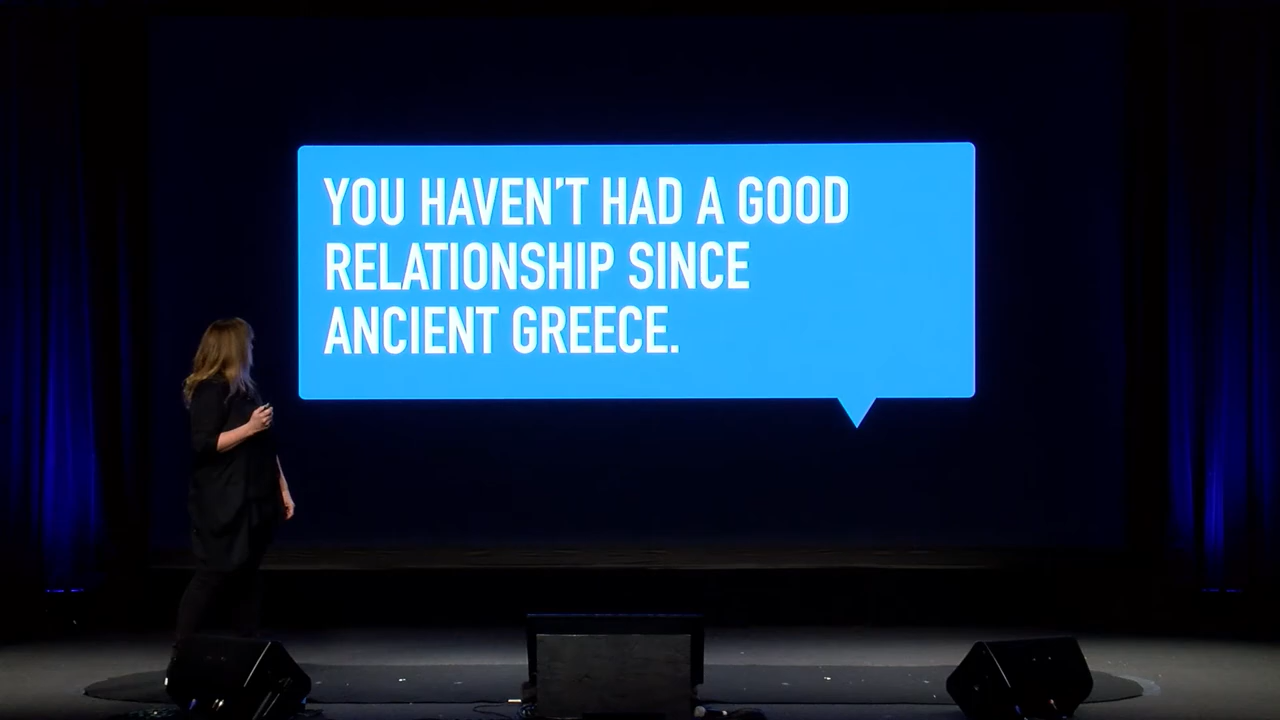 YOU HAVEN'T HAD A GOOD
RELATIONSHIP SINCE
ANCIENT GREECE.